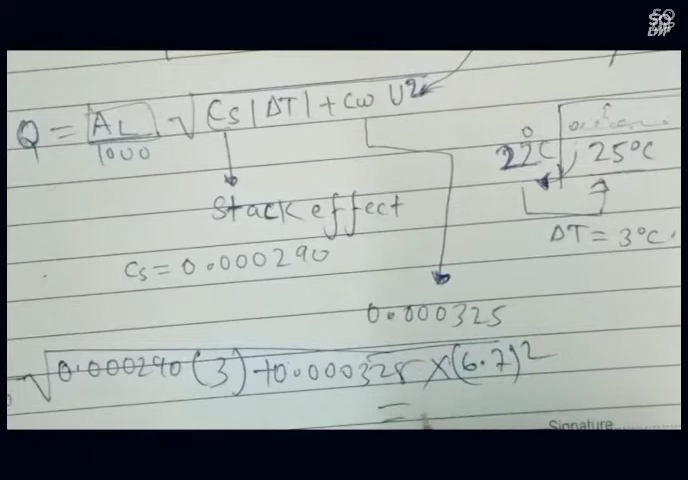 Q = AL/1000 √(Cs|ΔT| + Cw U²)
22°C, 25°C
Stack effect
ΔT = 3°C.
Cs = 0.000290
0.000325
√(0.000290 (3) + 0.000325 × (6.7)²
=
Signature